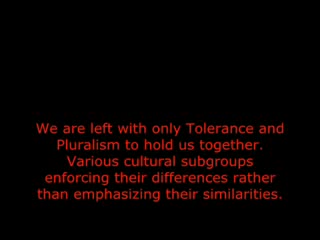 We are left with only Tolerance and
Pluralism to hold us together.
Various cultural subgroups
enforcing their differences rather
than emphasizing their similarities.